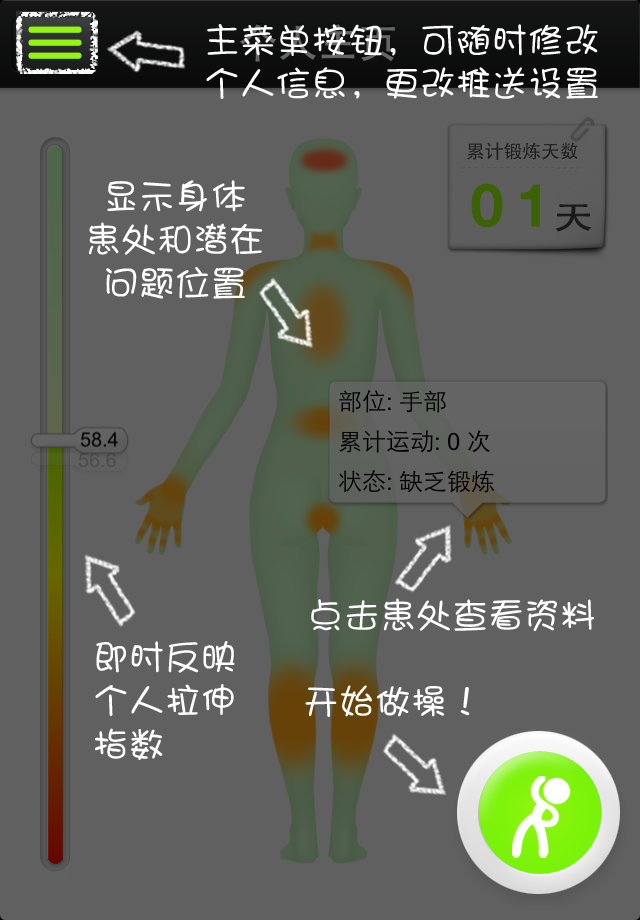 主菜单按钮，可随时修改
个人信息，更改推送设置
累计锻炼天数
01天
显示身体
患处和潜在
问题位置
部位: 手部
累计运动: 0 次
状态: 缺乏锻炼
58.4
56.6
点击患处查看资料
即时反映
个人拉伸
指数
开始做操！